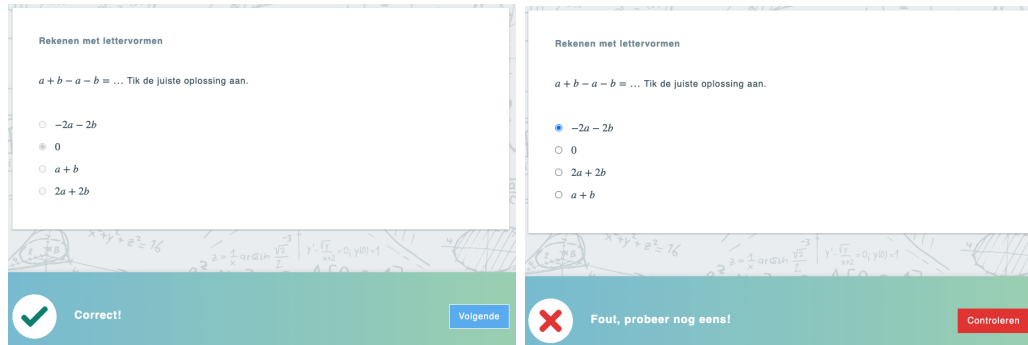 Rekenen met lettervormen
a + b − a − b = … Tik de juiste oplossing aan.
−2a − 2b
0
a + b
2a + 2b
Correct!
Volgende
Rekenen met lettervormen
a + b − a − b = … Tik de juiste oplossing aan.
−2a − 2b
0
2a + 2b
a + b
Fout, probeer nog eens!
Controleren